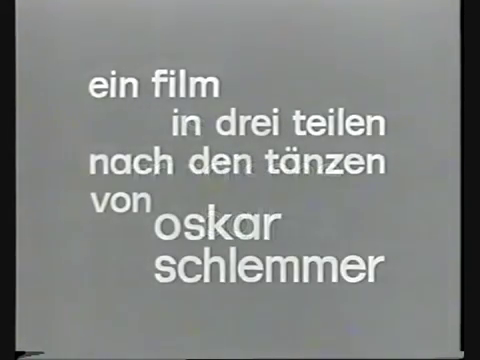 ein film
in drei teilen
nach den tänzen
von
oskar
schlemmer